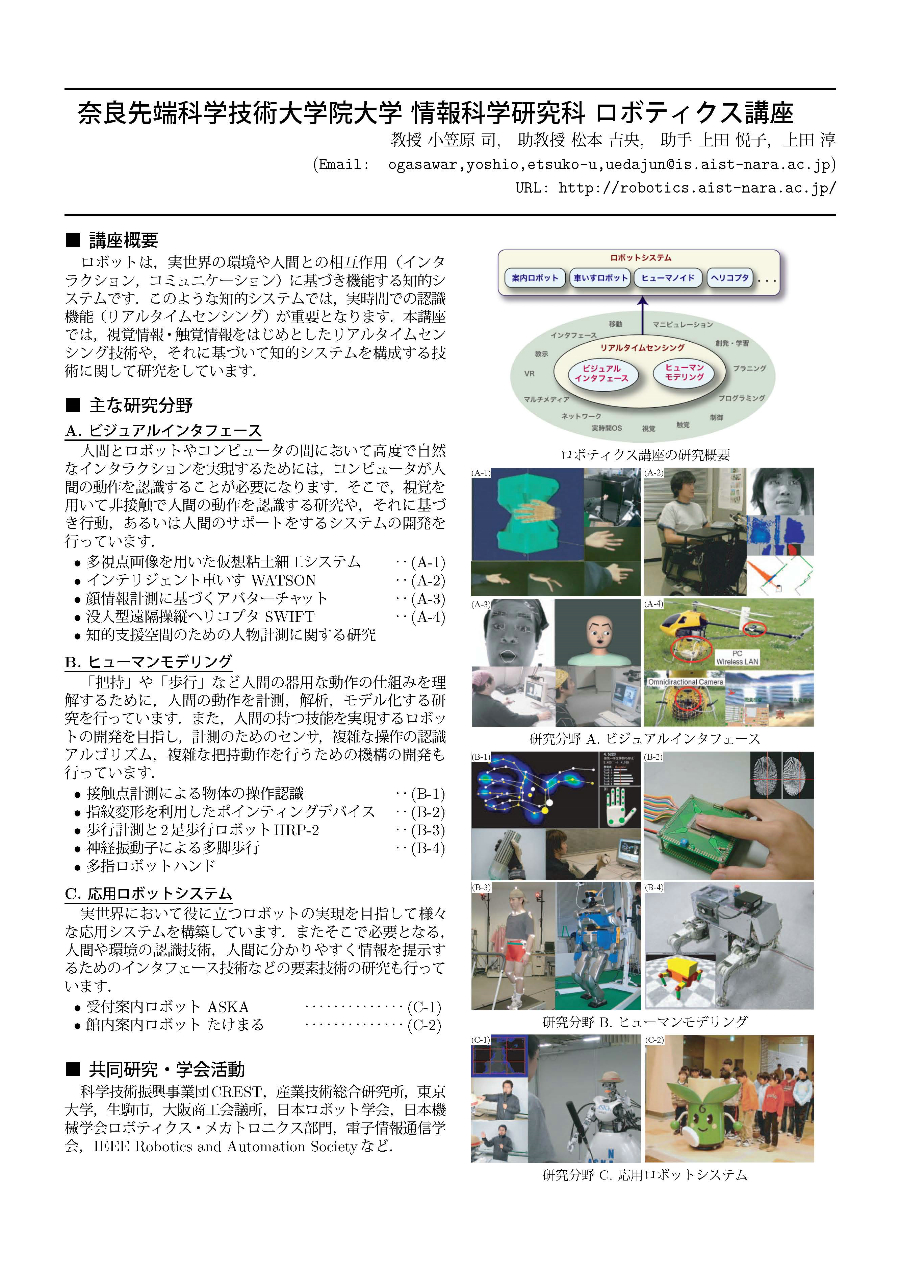 奈良先端科学技術大学院大学 情報科学研究科 ロボティクス講座
教授 小笠原 司, 助教授 松本 吉央, 助手 上田 悦子, 上田 淳
(Email: ogasawar,yoshio,etsuko-u,uedajun@is.aist-nara.ac.jp)
URL: http://robotics.aist-nara.ac.jp/
■ 講座概要
ロボットは,実世界の環境や人間との相互作用(インタ
ラクション,コミュニケーション)に基づき機能する知的シ
ステムです.このような知的システムでは,実時間での認識
機能(リアルタイムセンシング)が重要となります.本講座
では,視覚情報・触覚情報をはじめとしたリアルタイムセン
シング技術や,それに基づいて知的システムを構成する技
術に関して研究をしています.
■ 主な研究分野
A. ビジュアルインタフェース
人間とロボットやコンピュータの間において高度で自然
なインタラクションを実現するためには,コンピュータが人
間の動作を認識することが必要になります.そこで,視覚を
用いて非接触で人間の動作を認識する研究や,それに基づ
き行動,あるいは人間のサポートをするシステムの開発を
行っています.
● 多視点画像を用いた仮想粘土細工システム ‥(A-1)
● インテリジェント車いす WATSON ‥(A-2)
● 顔情報計測に基づくアバターチャット ‥(A-3)
● 没入型遠隔操縦ヘリコプタ SWIFT ‥(A-4)
● 知的支援空間のための人物計測に関する研究
B. ヒューマンモデリング
「把持」や「歩行」など人間の器用な動作の仕組みを理
解するために,人間の動作を計測,解析,モデル化する研
究を行っています.また,人間の持つ技能を実現するロボッ
トの開発を目指し,計測のためのセンサ,複雑な操作の認識
アルゴリズム,複雑な把持動作を行うための機構の開発も
行っています.
● 接触点計測による物体の操作認識 ‥(B-1)
● 指紋変形を利用したポインティングデバイス ‥(B-2)
● 歩行計測と2足歩行ロボットHRP-2 ‥(B-3)
● 神経振動子による多脚歩行 ‥(B-4)
● 多指ロボットハンド
C. 応用ロボットシステム
実世界において役に立つロボットの実現を目指して様々
な応用システムを構築しています.またそこで必要となる,
人間や環境の認識技術,人間に分かりやすく情報を提示す
るためのインタフェース技術などの要素技術の研究も行って
います.
● 受付案内ロボット ASKA ‥‥‥‥‥‥‥(C-1)
● 館内案内ロボット たけまる ‥‥‥‥‥‥‥(C-2)
■ 共同研究・学会活動
科学技術振興事業団CREST,産業技術総合研究所,東京
大学,生駒市,大阪商工会議所,日本ロボット学会,日本機
械学会ロボティクス・メカトロニクス部門,電子情報通信学
会,IEEE Robotics and Automation Societyなど.
ロボットシステム
案内ロボット 車いすロボット ヒューマノイド ヘリコプタ ...
移動 マニピュレーション
インタフェース 創発・学習
リアルタイムセンシング
教示
ビジュアル
インタフェース
ヒューマン
モデリング
プラニング
VR
マルチメディア プログラミング
ネットワーク 制御
実時間OS 視覚 触覚
ロボティクス講座の研究概要
(A-1) (A-2)
(A-3) (A-4)
PC
Wireless LAN
Omnidirectional Camera
研究分野 A. ビジュアルインタフェース
(B-1) (B-2)
(B-3) (B-4)
研究分野 B. ヒューマンモデリング
(C-1) (C-2)
研究分野 C. 応用ロボットシステム